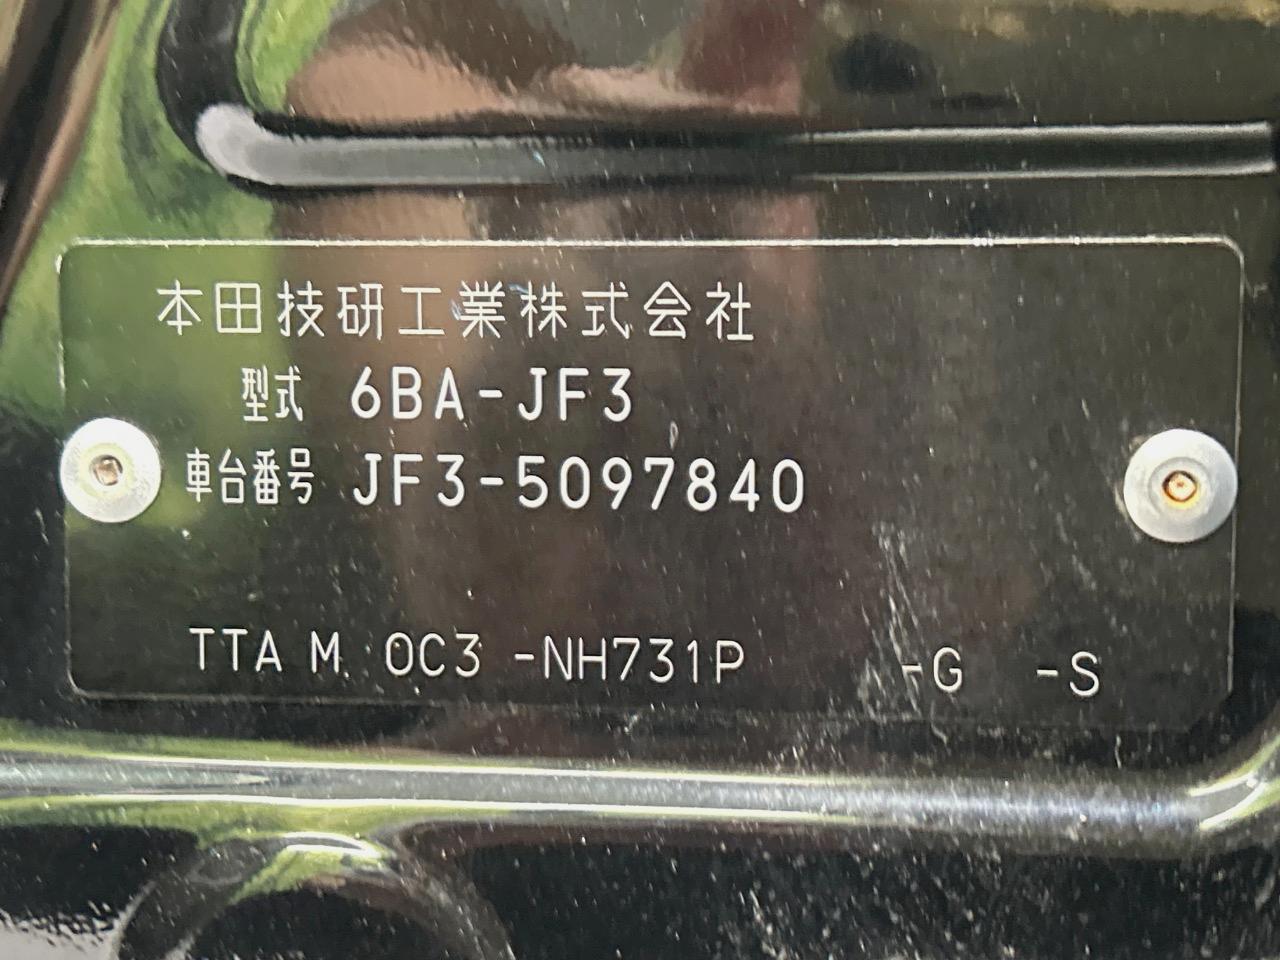 本田技研工業株式会社
型式 6BA-JF3
車台番号 JF3-5097840
TTA M. 0C3 -NH731P -G -S